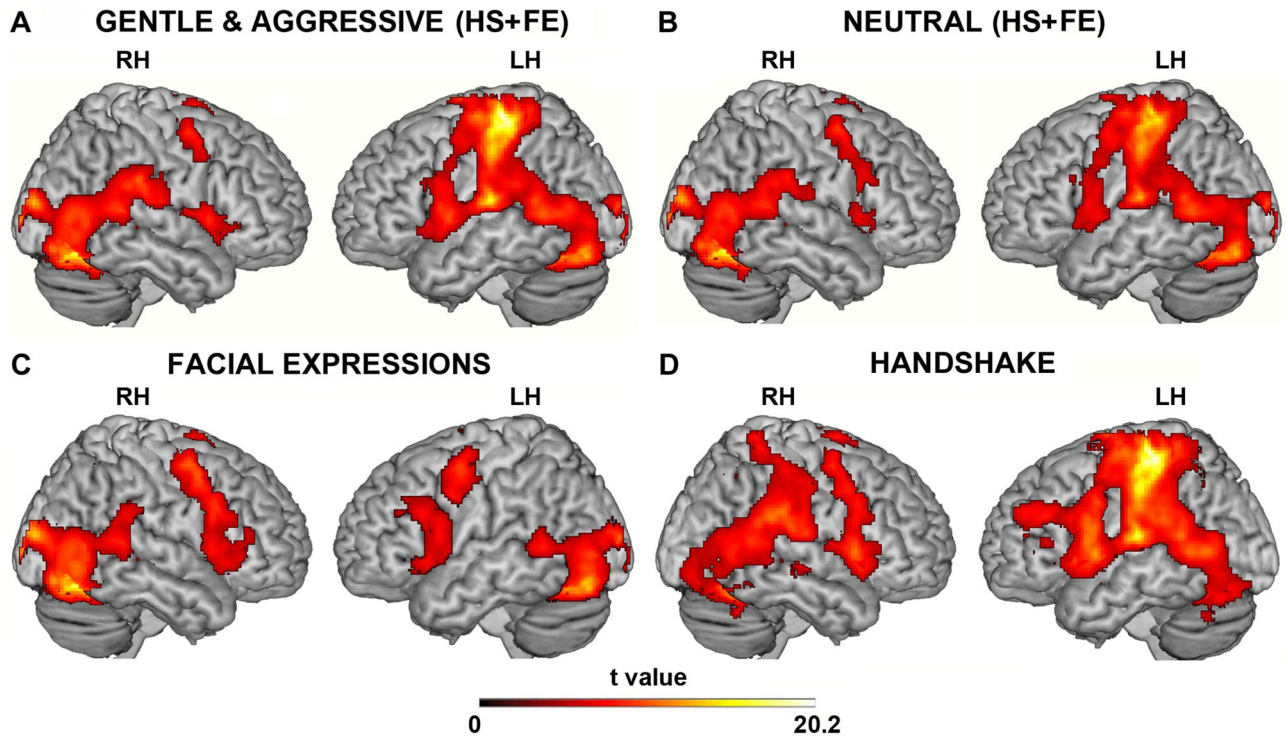 A GENTLE & AGGRESSIVE (HS+FE)
RH LH
B NEUTRAL (HS+FE)
RH LH
C FACIAL EXPRESSIONS
RH LH
D HANDSHAKE
RH LH
t value
0 20.2